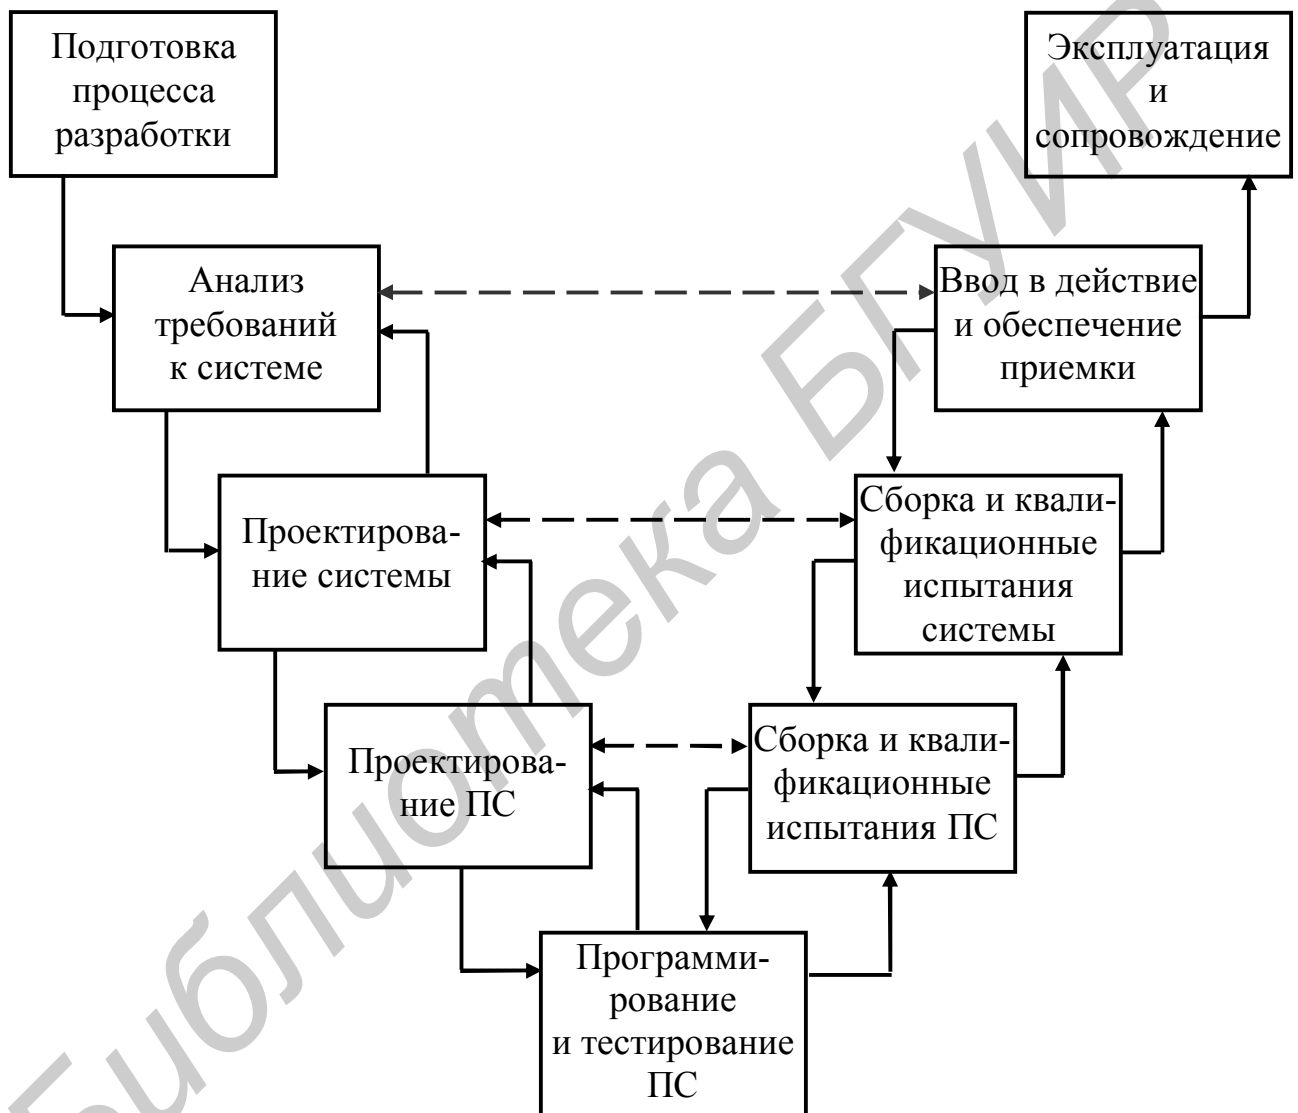 Подготовка
процесса
разработки
Эксплуатация
и
сопровождение
Анализ
требований
к системе
Ввод в действие
и обеспечение
приемки
Проектирова-
ние системы
Сборка и квали-
фикационные
испытания
системы
Проектирова-
ние ПС
Сборка и квали-
фикационные
испытания ПС
Программи-
рование
и тестирование
ПС
Библиотека БГУИР